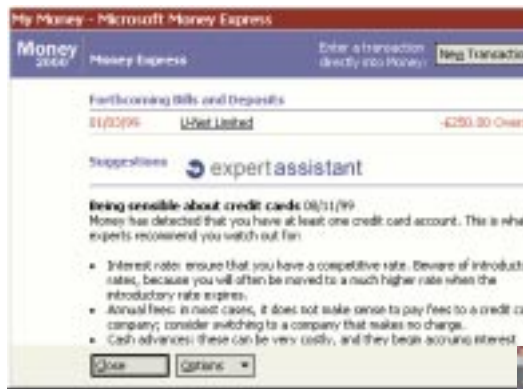 My Money - Microsoft Money Express
Money 2000
Money Express
Enter a transaction
directly into Money:
New Transactio
Forthcoming Bills and Deposits
01/03/99 U-Net Limited -£250.00 Over
Suggestions expertassistant
Being sensible about credit cards 08/11/99
Money has detected that you have at least one credit card account. This is wha
experts recommend you watch out for:
• Interest rate: ensure that you have a competitive rate. Beware of introduct
rates, because you will often be moved to a much higher rate when the
introductory rate expires.
• Annual fees: in most cases, it does not make sense to pay fees to a credit ca
company; consider switching to a company that makes no charge.
• Cash advances: these can be very costly, and they begin accruing interest
Close
Options